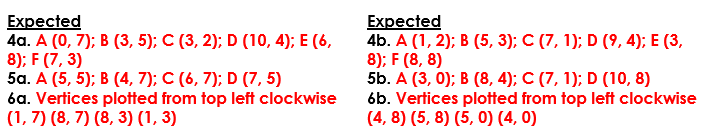 Expected
4a. A (0, 7); B (3, 5); C (3, 2); D (10, 4); E (6,
8); F (7, 3)
5a. A (5, 5); B (4, 7); C (6, 7); D (7, 5)
6a. Vertices plotted from top left clockwise
(1, 7) (8, 7) (8, 3) (1, 3)
Expected
4b. A (1, 2); B (5, 3); C (7, 1); D (9, 4); E (3,
8); F (8, 8)
5b. A (3, 0); B (8, 4); C (7, 1); D (10, 8)
6b. Vertices plotted from top left clockwise
(4, 8) (5, 8) (5, 0) (4, 0)